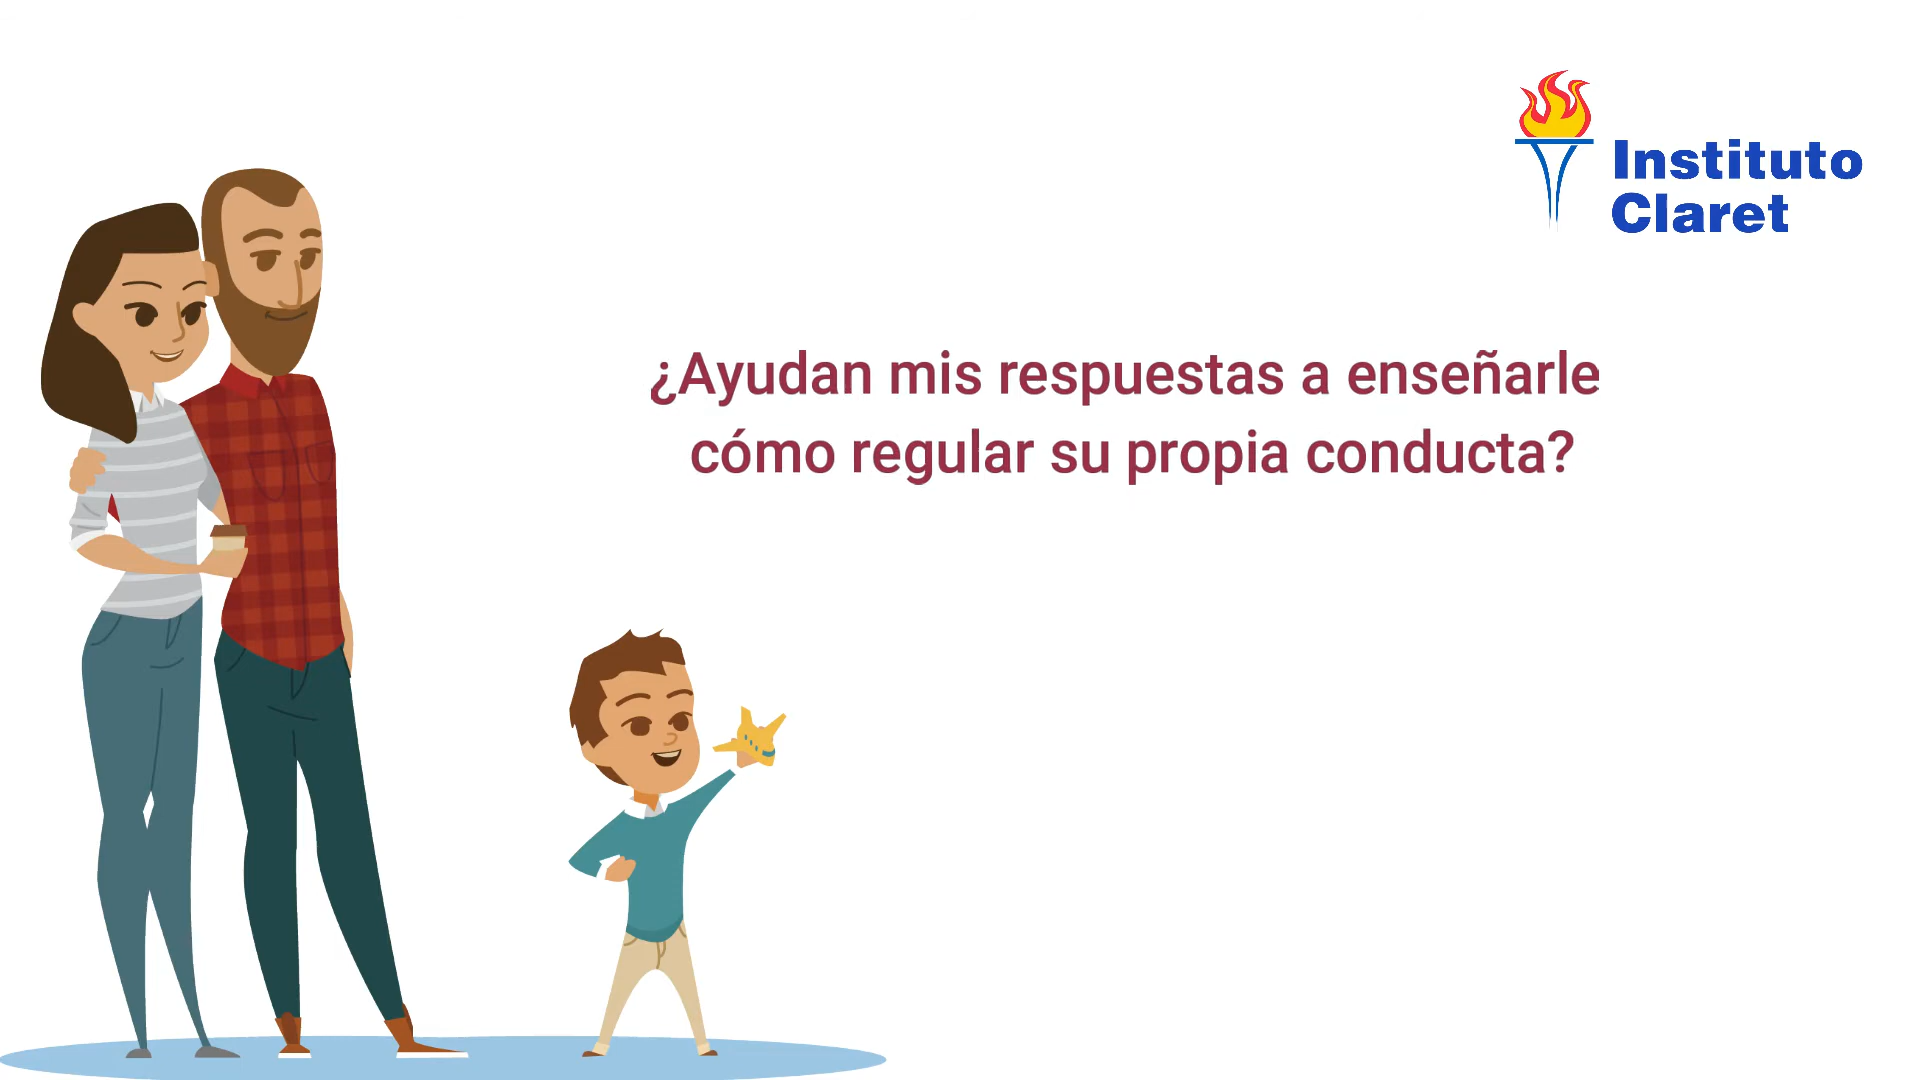 Instituto
Claret
¿Ayudan mis respuestas a enseñarle
cómo regular su propia conducta?